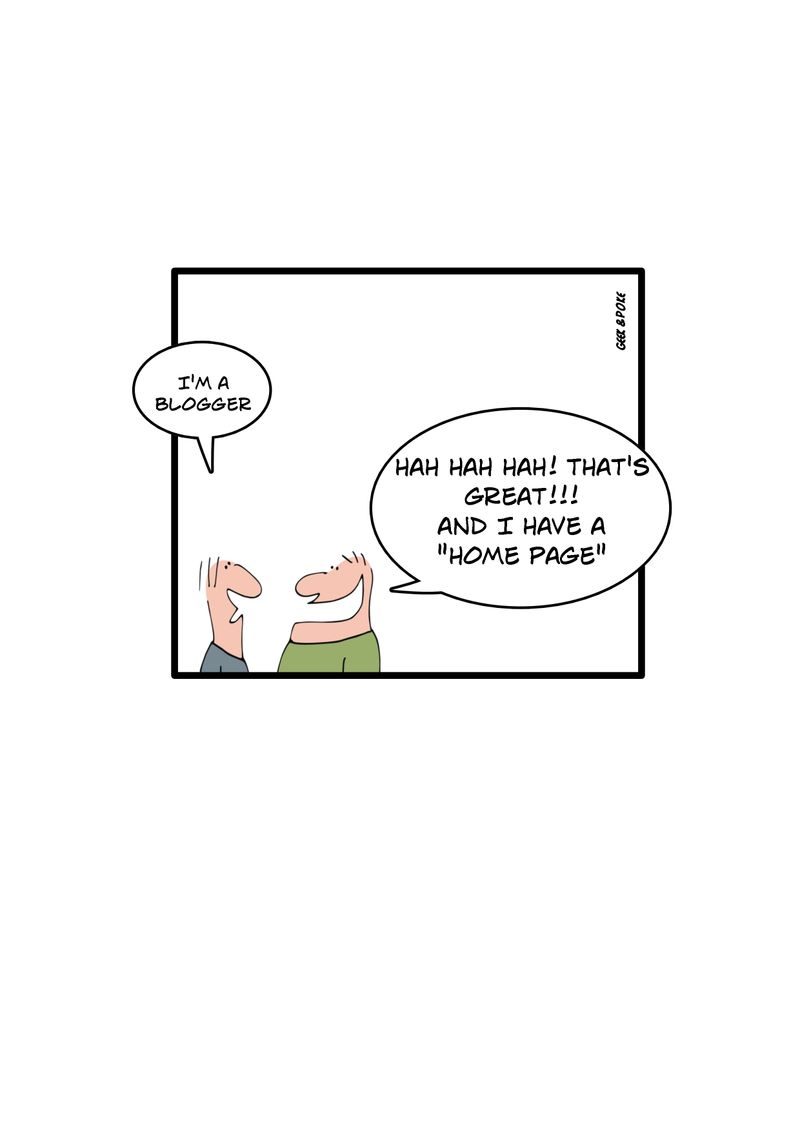 I'M A
BLOGGER
HAH HAH HAH! THAT'S
GREAT!!!
AND I HAVE A
"HOME PAGE"
GEEK & POKE